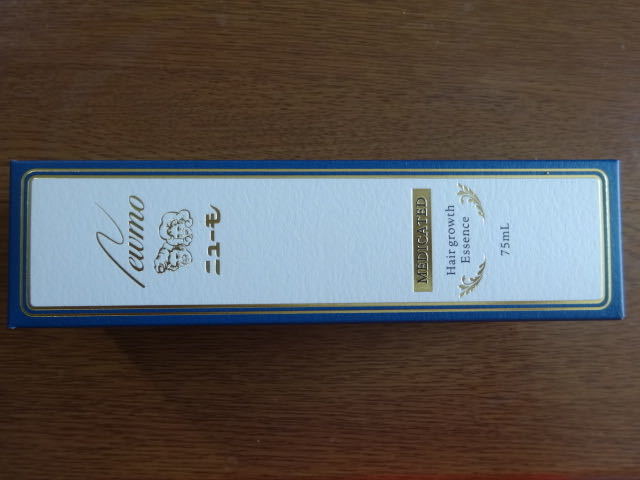 Newmo
ニューモ
MEDICATED
Hair growth
Essence
75mL